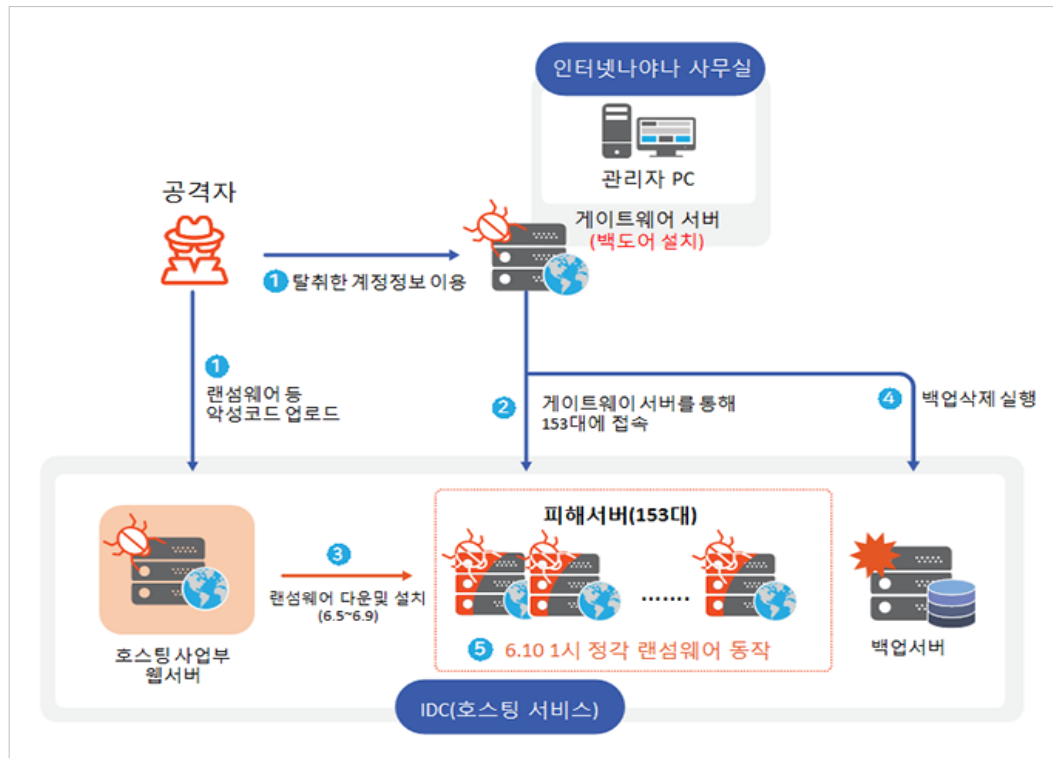 인터넷나야나 사무실
관리자 PC
공격자
게이트웨어 서버
(백도어 설치)
1 탈취한 계정정보 이용
1
랜섬웨어 등
악성코드 업로드
2 게이트웨이 서버를 통해
153대에 접속
4 백업삭제 실행
피해서버(153대)
3
랜섬웨어 다운및 설치
(6.5~6.9)
.......
5 6.10 1시 정각 랜섬웨어 동작
호스팅 사업부
웹서버
백업서버
IDC(호스팅 서비스)